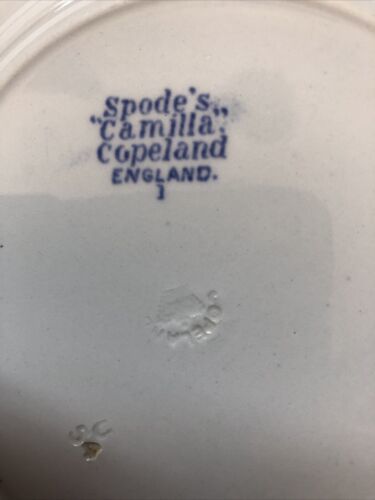 Spode's
"Camilla"
Copeland
ENGLAND.
1